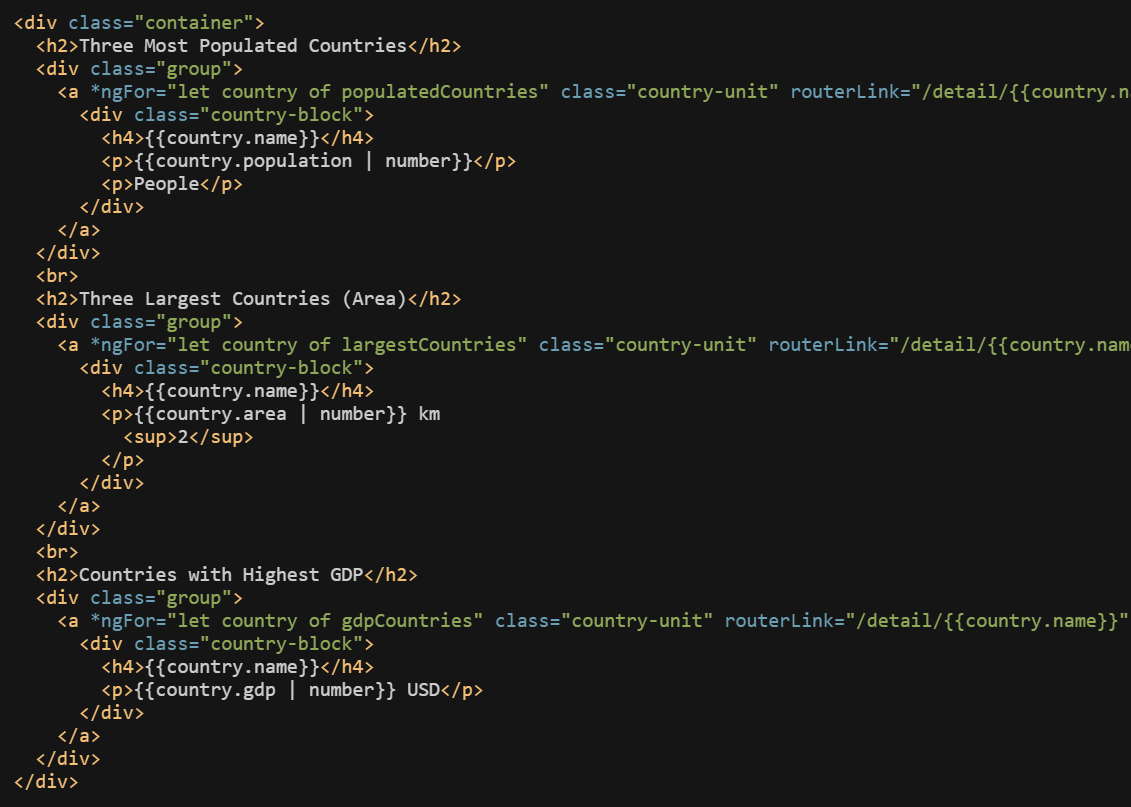 <div class="container">
  <h2>Three Most Populated Countries</h2>
  <div class="group">
    <a *ngFor="let country of populatedCountries" class="country-unit" routerLink="/detail/{{country.n
      <div class="country-block">
        <h4>{{country.name}}</h4>
        <p>{{country.population | number}}</p>
        <p>People</p>
      </div>
    </a>
  </div>
  <br>
  <h2>Three Largest Countries (Area)</h2>
  <div class="group">
    <a *ngFor="let country of largestCountries" class="country-unit" routerLink="/detail/{{country.nam
      <div class="country-block">
        <h4>{{country.name}}</h4>
        <p>{{country.area | number}} km
          <sup>2</sup>
        </p>
      </div>
    </a>
  </div>
  <br>
  <h2>Countries with Highest GDP</h2>
  <div class="group">
    <a *ngFor="let country of gdpCountries" class="country-unit" routerLink="/detail/{{country.name}}"
      <div class="country-block">
        <h4>{{country.name}}</h4>
        <p>{{country.gdp | number}} USD</p>
      </div>
    </a>
  </div>
</div>